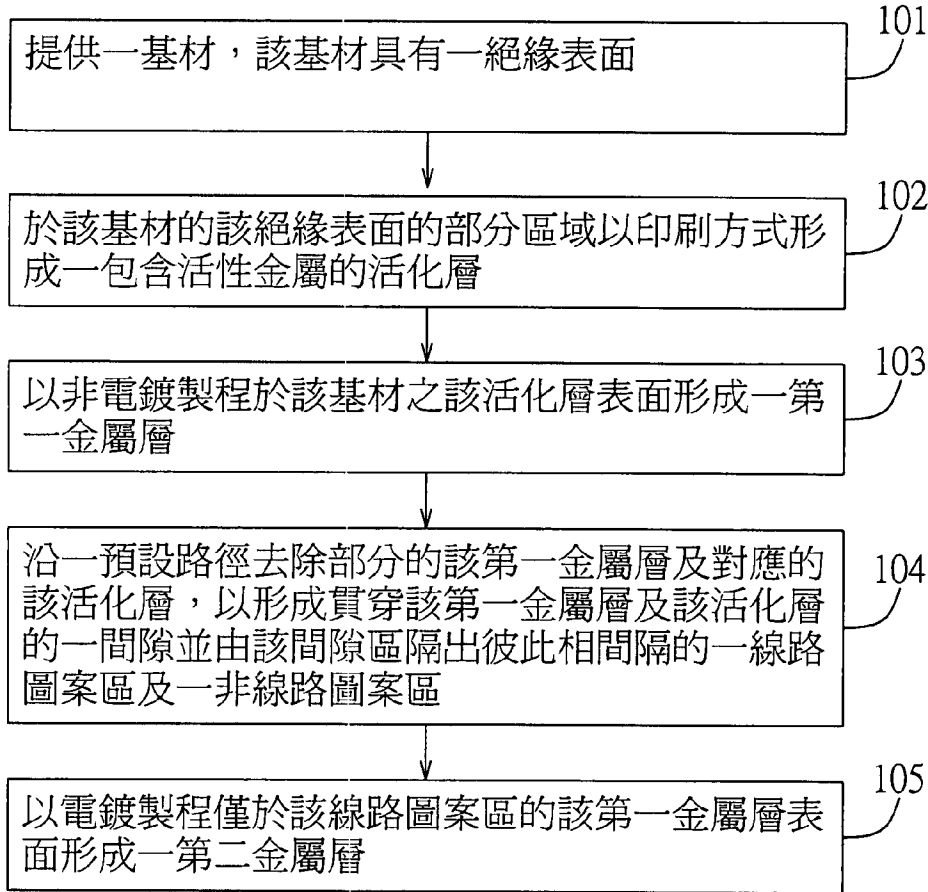 101
提供一基材，該基材具有一絕緣表面
102
於該基材的該絕緣表面的部分區域以印刷方式形
成一包含活性金屬的活化層
103
以非電鍍製程於該基材之該活化層表面形成一第
一金屬層
104
沿一預設路徑去除部分的該第一金屬層及對應的
該活化層，以形成貫穿該第一金屬層及該活化層
的一間隙並由該間隙區隔出彼此相間隔的一線路
圖案區及一非線路圖案區
105
以電鍍製程僅於該線路圖案區的該第一金屬層表
面形成一第二金屬層